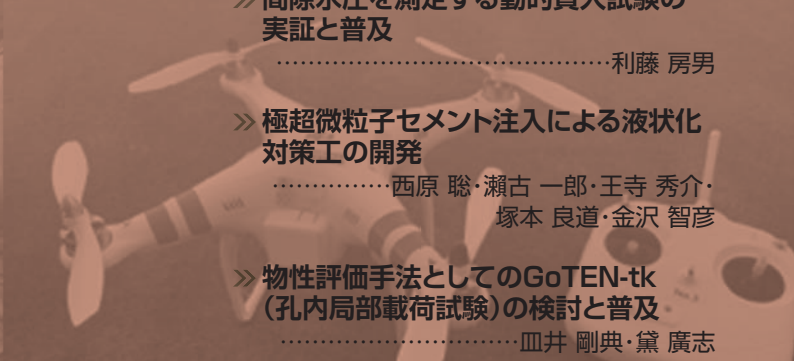 ≫間隙水圧を測定する動的貫入試験の
実証と普及
……………………………………利藤 房男
≫極超微粒子セメント注入による液状化
対策工の開発
……………西原 聡・瀬古 一郎・王寺 秀介・
塚本 良道・金沢 智彦
≫物性評価手法としてのGoTEN-tk
(孔内局部載荷試験)の検討と普及
…………………………皿井 剛典・黛 廣志